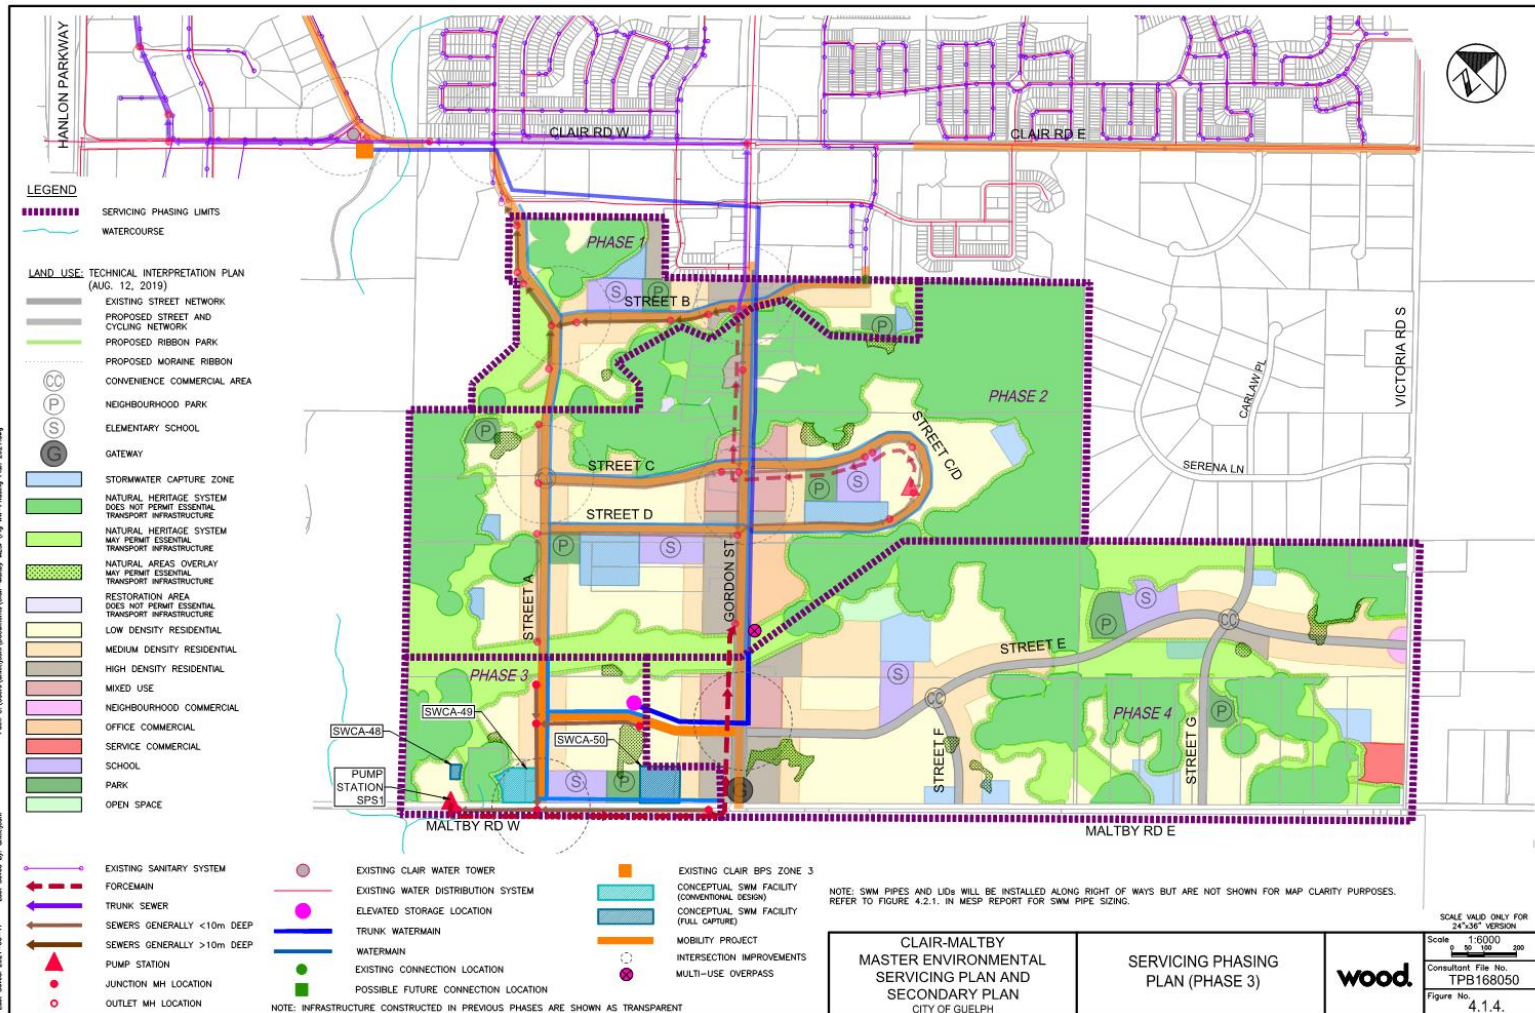 HANLON PARKWAY
CLAIR RD W
CLAIR RD E
LEGEND
SERVICING PHASING LIMITS
WATERCOURSE
LAND USE: TECHNICAL INTERPRETATION PLAN
(AUG. 12, 2019)
EXISTING STREET NETWORK
PROPOSED STREET AND
CYCLING NETWORK
PROPOSED RIBBON PARK
PROPOSED MORAINE RIBBON
CC
CONVENIENCE COMMERCIAL AREA
P
NEIGHBOURHOOD PARK
S
ELEMENTARY SCHOOL
G
GATEWAY
STORMWATER CAPTURE ZONE
NATURAL HERITAGE SYSTEM
DOES NOT PERMIT ESSENTIAL
TRANSPORT INFRASTRUCTURE
NATURAL HERITAGE SYSTEM
MAY PERMIT ESSENTIAL
TRANSPORT INFRASTRUCTURE
NATURAL AREAS OVERLAY
MAY PERMIT ESSENTIAL
TRANSPORT INFRASTRUCTURE
RESTORATION AREA
DOES NOT PERMIT ESSENTIAL
TRANSPORT INFRASTRUCTURE
LOW DENSITY RESIDENTIAL
MEDIUM DENSITY RESIDENTIAL
HIGH DENSITY RESIDENTIAL
MIXED USE
NEIGHBOURHOOD COMMERCIAL
OFFICE COMMERCIAL
SERVICE COMMERCIAL
SCHOOL
PARK
OPEN SPACE
PHASE 1
S
P
STREET B
P
PHASE 2
CARLAW PL
VICTORIA RD S
SERENA LN
P
STREET C
STREET C/D
CC
P
S
STREET D
P
S
STREET A
GORDON ST
S
P
CC
STREET E
S
PHASE 3
SWCA-49
SWCA-48
SWCA-50
PUMP
STATION
SPS1
S
P
G
CC
STREET F
PHASE 4
P
STREET G
MALTBY RD W
MALTBY RD E
EXISTING SANITARY SYSTEM
FORCEMAIN
TRUNK SEWER
SEWERS GENERALLY <10m DEEP
SEWERS GENERALLY >10m DEEP
PUMP STATION
JUNCTION MH LOCATION
OUTLET MH LOCATION
EXISTING CLAIR WATER TOWER
EXISTING WATER DISTRIBUTION SYSTEM
ELEVATED STORAGE LOCATION
TRUNK WATERMAIN
WATERMAIN
EXISTING CONNECTION LOCATION
POSSIBLE FUTURE CONNECTION LOCATION
NOTE: INFRASTRUCTURE CONSTRUCTED IN PREVIOUS PHASES ARE SHOWN AS TRANSPARENT
EXISTING CLAIR BPS ZONE 3
CONCEPTUAL SWM FACILITY
(CONVENTIONAL DESIGN)
CONCEPTUAL SWM FACILITY
(FULL CAPTURE)
MOBILITY PROJECT
INTERSECTION IMPROVEMENTS
MULTI-USE OVERPASS
NOTE: SWM PIPES AND LIDs WILL BE INSTALLED ALONG RIGHT OF WAYS BUT ARE NOT SHOWN FOR MAP CLARITY PURPOSES.
REFER TO FIGURE 4.2.1. IN MESP REPORT FOR SWM PIPE SIZING.
CLAIR-MALTBY
MASTER ENVIRONMENTAL
SERVICING PLAN AND
SECONDARY PLAN
CITY OF GUELPH
SERVICING PHASING
PLAN (PHASE 3)
wood.
SCALE VALID ONLY FOR
24"x36" VERSION
Scale 1:6000
0 50 100 200
Consultant File No.
TPB168050
Figure No.
4.1.4.